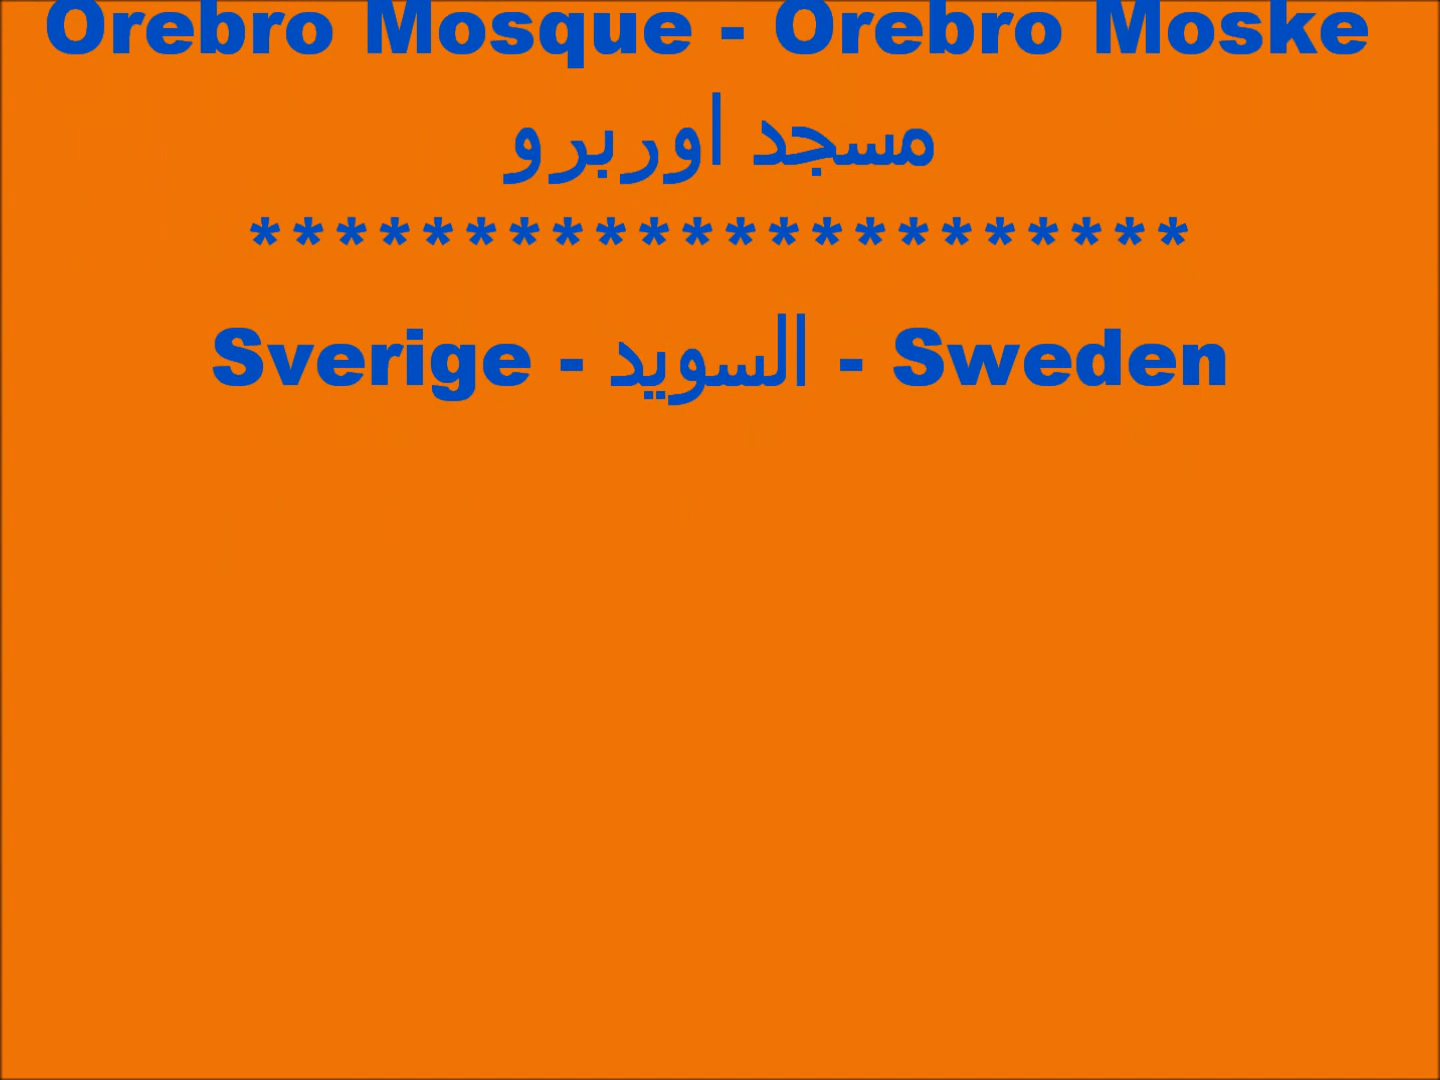 Orebro Mosque - Orebro Moske
مسجد اوربرو
* * * * * * * * * * * * * * * * * * * * * *
Sverige - السويد - Sweden